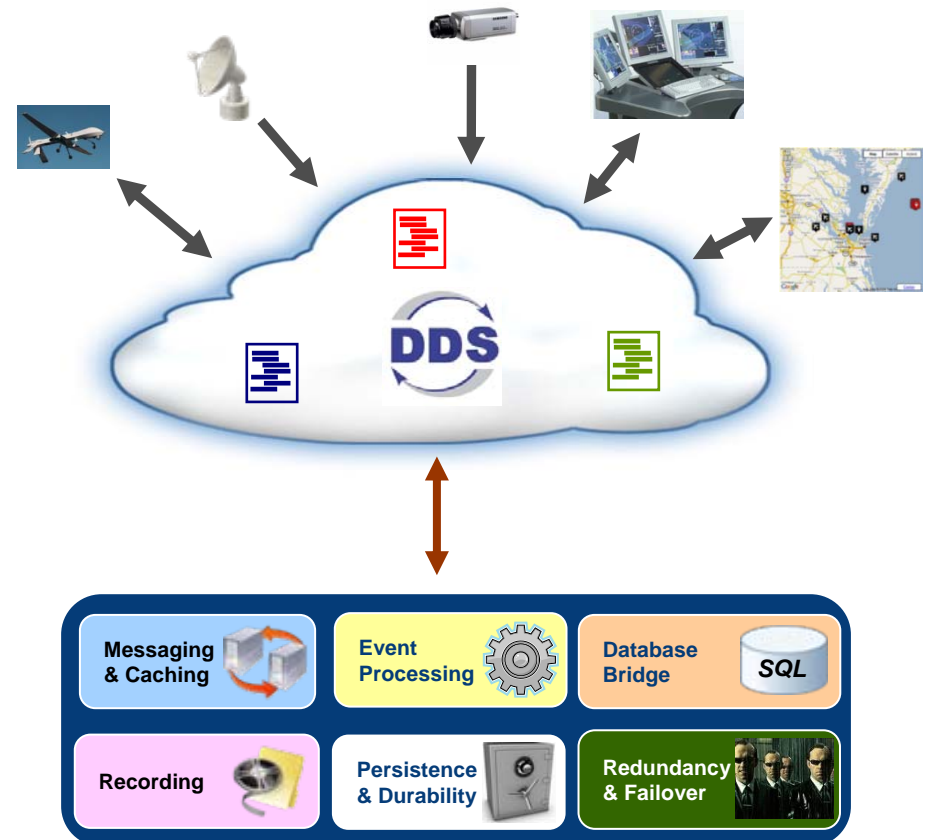 DDS
Messaging
& Caching
Event
Processing
Database
Bridge
SQL
Recording
Persistence
& Durability
Redundancy
& Failover